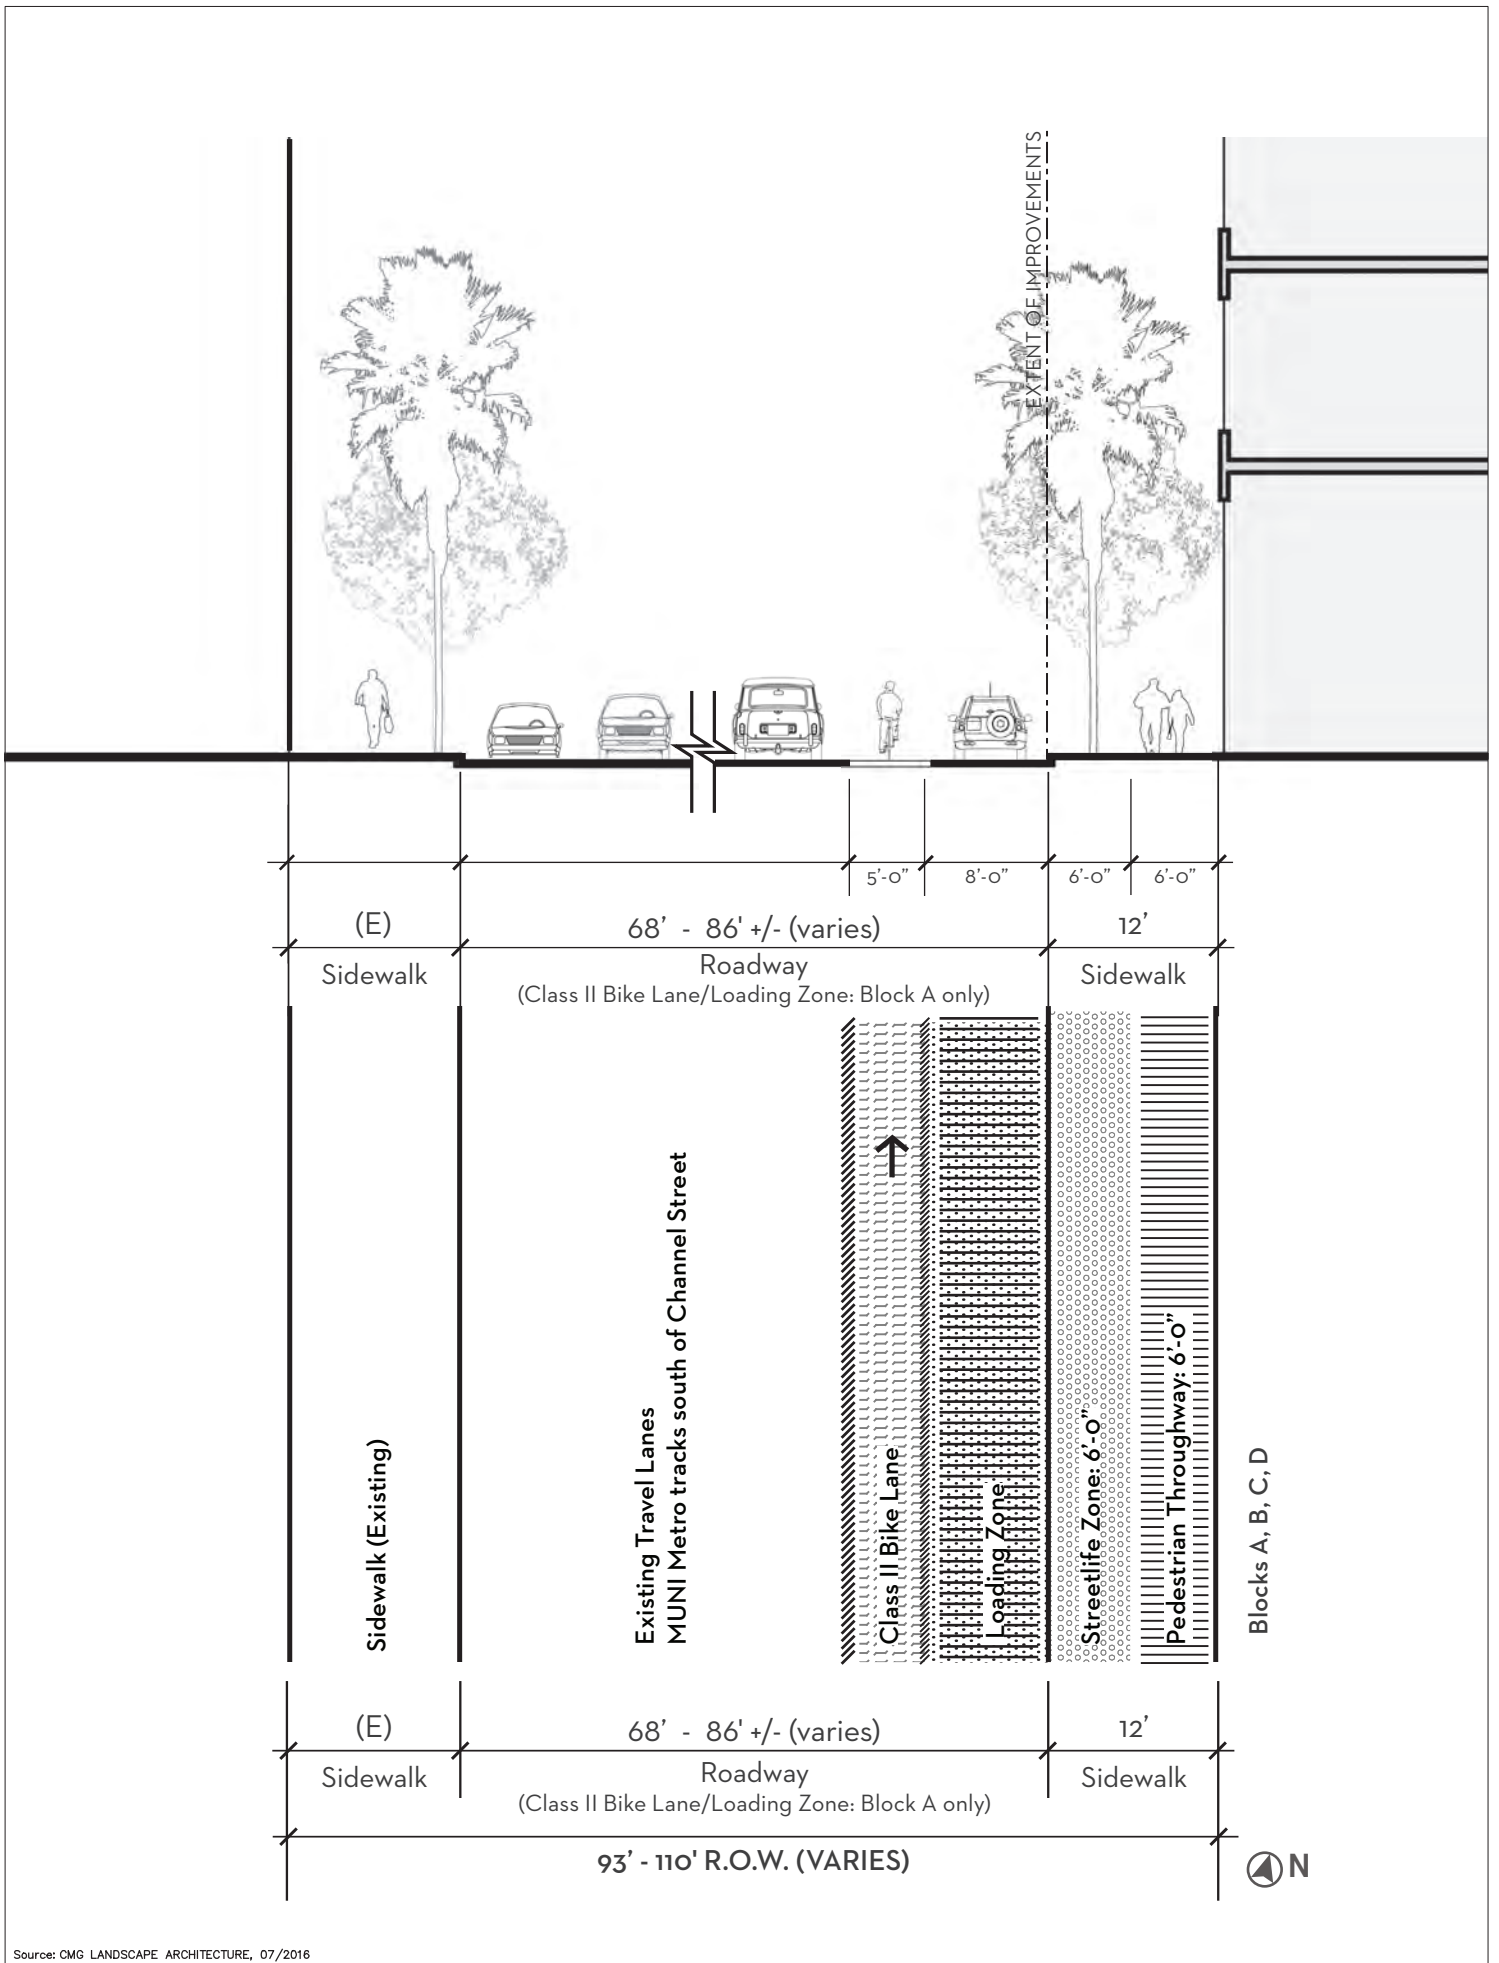 EXTENT OF IMPROVEMENTS
5'-0" 8'-0" 6'-0" 6'-0"
(E) 68' - 86' +/- (varies) 12'
Sidewalk Roadway Sidewalk
(Class II Bike Lane/Loading Zone: Block A only)
Sidewalk (Existing)
Existing Travel Lanes
MUNI Metro tracks south of Channel Street
Class II Bike Lane
Loading Zone
Streetlife Zone: 6'-0"
Pedestrian Throughway: 6'-0"
Blocks A, B, C, D
(E) 68' - 86' +/- (varies) 12'
Sidewalk Roadway Sidewalk
(Class II Bike Lane/Loading Zone: Block A only)
93' - 110' R.O.W. (VARIES)
N
Source: CMG LANDSCAPE ARCHITECTURE, 07/2016